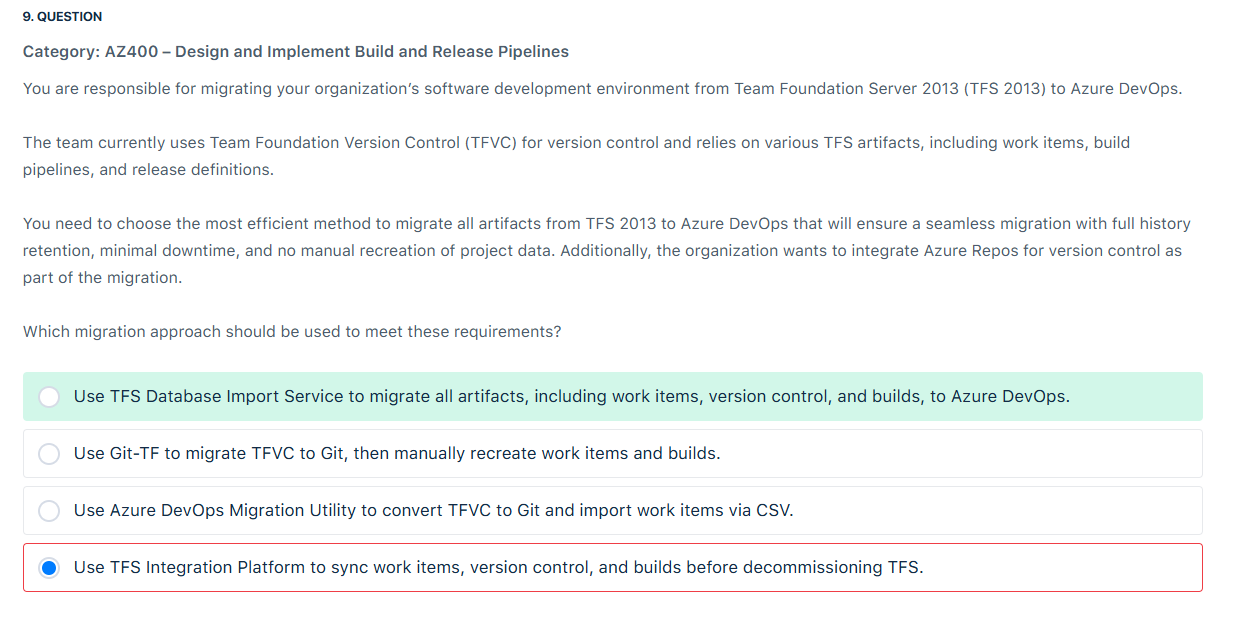 9. QUESTION
Category: AZ400 – Design and Implement Build and Release Pipelines
You are responsible for migrating your organization’s software development environment from Team Foundation Server 2013 (TFS 2013) to Azure DevOps.
The team currently uses Team Foundation Version Control (TFVC) for version control and relies on various TFS artifacts, including work items, build
pipelines, and release definitions.
You need to choose the most efficient method to migrate all artifacts from TFS 2013 to Azure DevOps that will ensure a seamless migration with full history
retention, minimal downtime, and no manual recreation of project data. Additionally, the organization wants to integrate Azure Repos for version control as
part of the migration.
Which migration approach should be used to meet these requirements?
Use TFS Database Import Service to migrate all artifacts, including work items, version control, and builds, to Azure DevOps.
Use Git-TF to migrate TFVC to Git, then manually recreate work items and builds.
Use Azure DevOps Migration Utility to convert TFVC to Git and import work items via CSV.
Use TFS Integration Platform to sync work items, version control, and builds before decommissioning TFS.